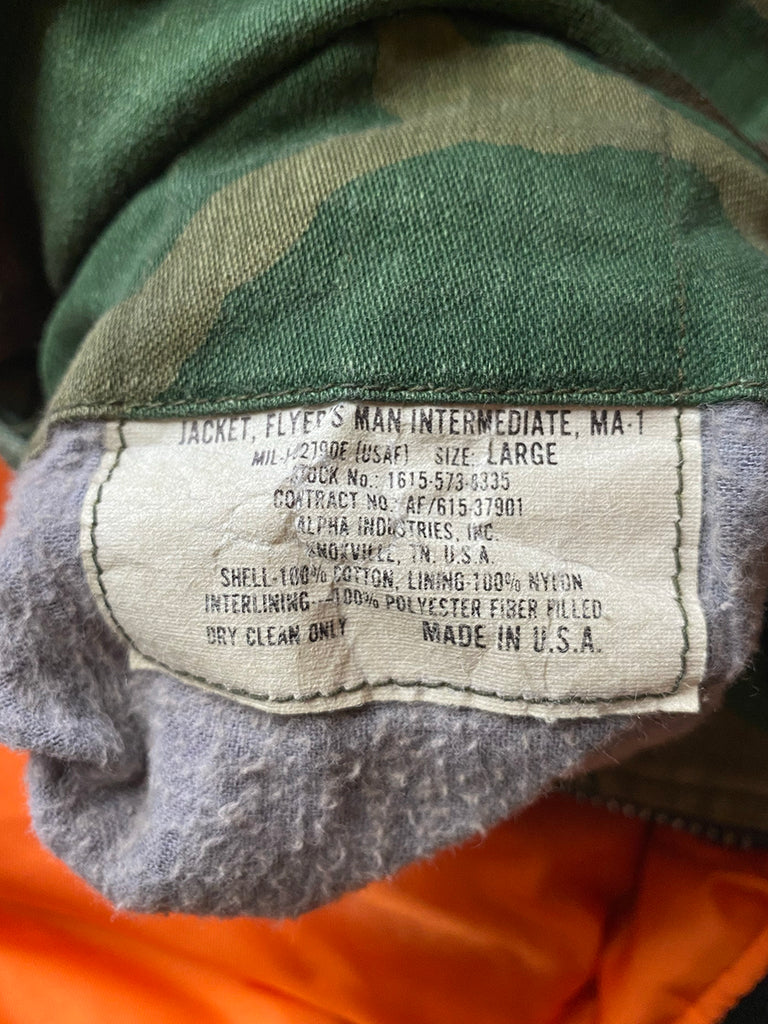 JACKET, FLYER'S MAN INTERMEDIATE, MA-1
MIL-J-8279DE (USAF) SIZE: LARGE
STOCK No.: 1615-573-8335
CONTRACT NO. AF/615-37901
ALPHA INDUSTRIES, INC.
KNOXVILLE, TN. U.S.A.
SHELL-100% COTTON, LINING-100% NYLON
INTERLINING---100% POLYESTER FIBER FILLED
DRY CLEAN ONLY MADE IN U.S.A.